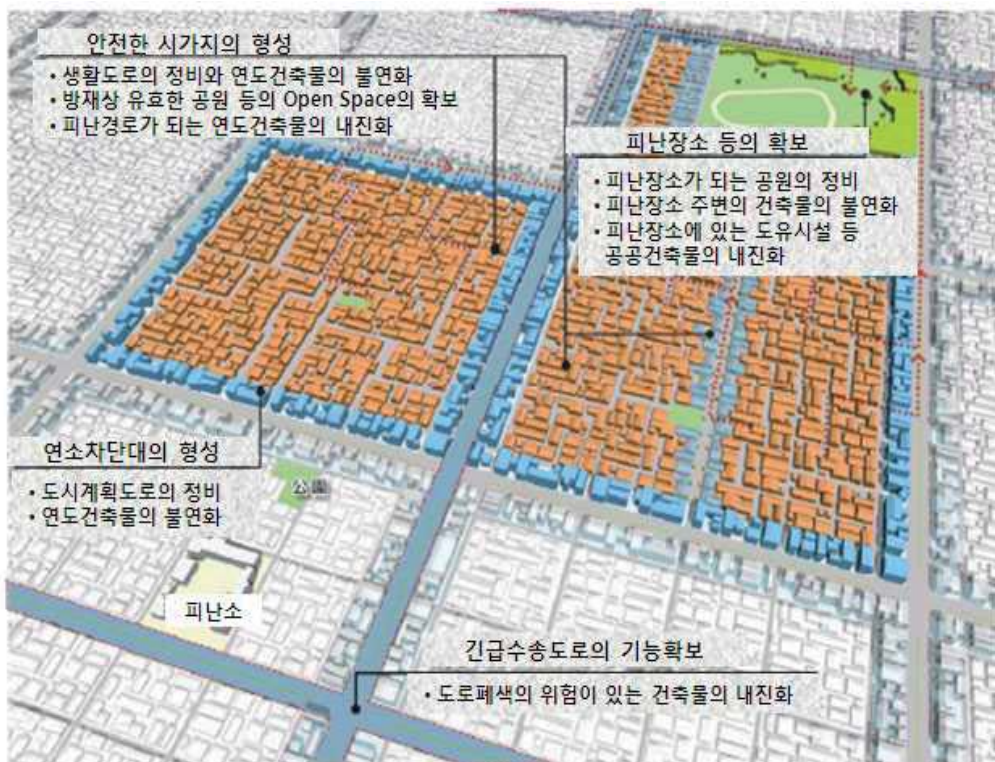 안전한 시가지의 형성
• 생활도로의 정비와 연도건축물의 불연화
• 방재상 유효한 공원 등의 Open Space의 확보
• 피난경로가 되는 연도건축물의 내진화
피난장소 등의 확보
• 피난장소가 되는 공원의 정비
• 피난장소 주변의 건축물의 불연화
• 피난장소에 있는 도유시설 등
공공건축물의 내진화
연소차단대의 형성
• 도시계획도로의 정비
• 연도건축물의 불연화
公園
피난소
긴급수송도로의 기능확보
• 도로폐색의 위험이 있는 건축물의 내진화